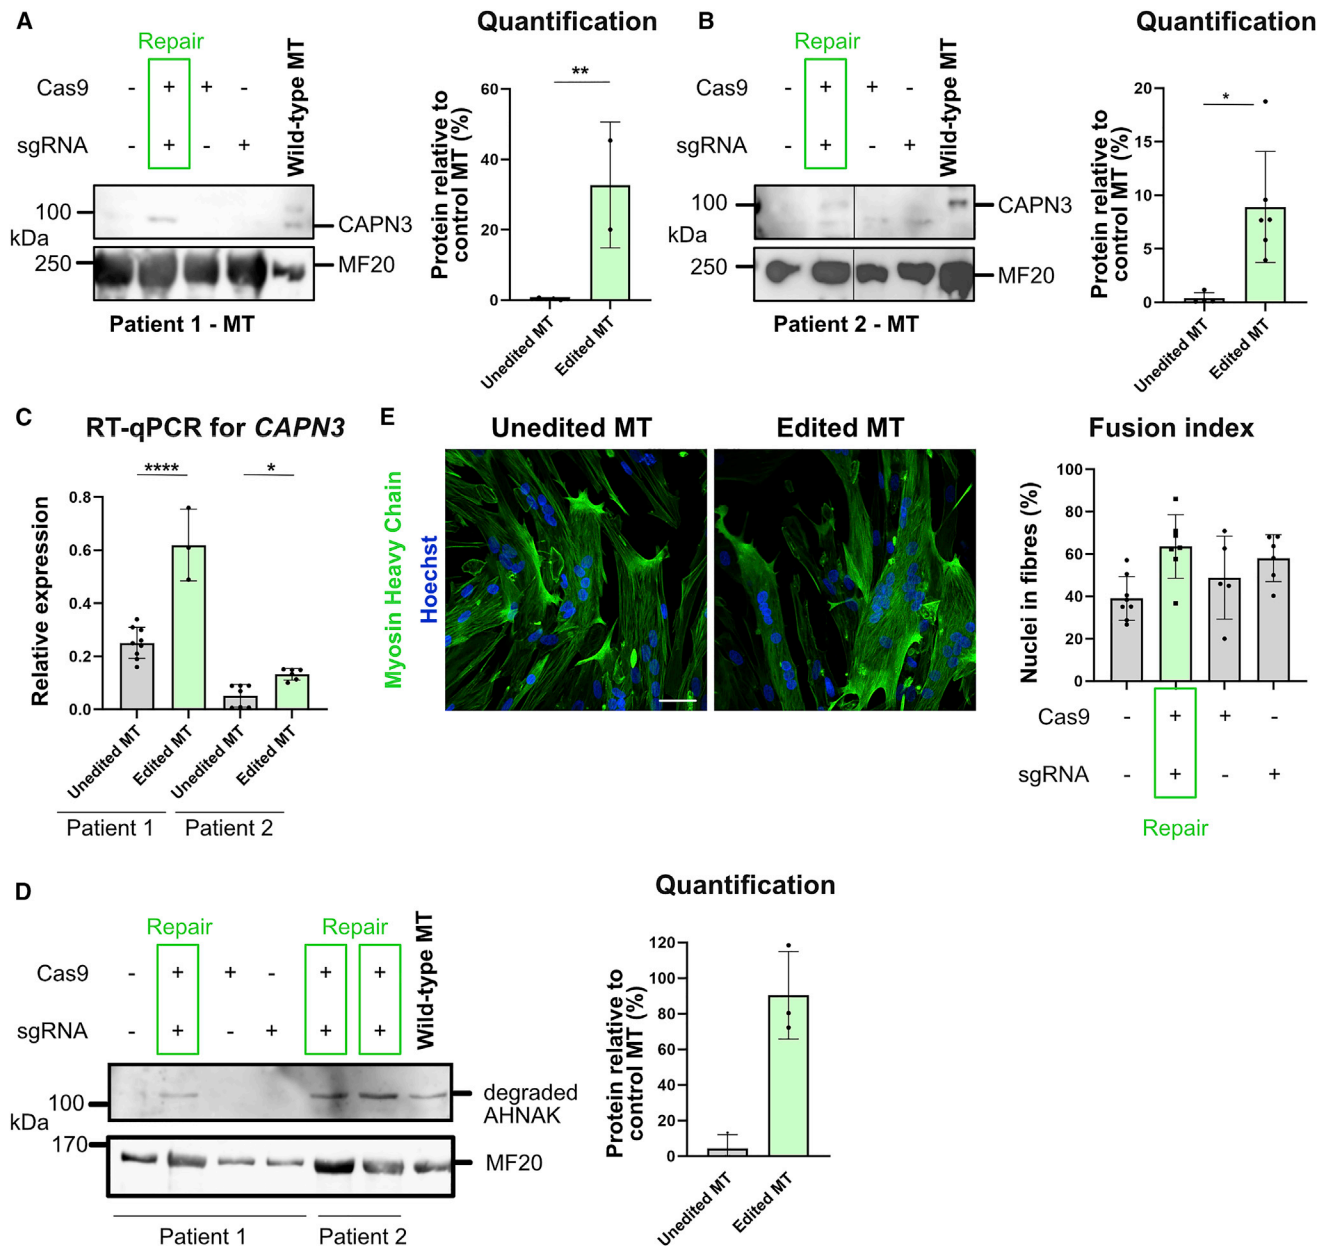 A
Repair
Cas9 - + + -
sgRNA - + - +
Wild-type MT
100
kDa
CAPN3
250
MF20
Patient 1 - MT
Quantification
**
Protein relative to
control MT (%)
60
40
20
0
Unedited MT
Edited MT
B
Repair
Cas9 - + + -
sgRNA - + - +
Wild-type MT
100
kDa
CAPN3
250
MF20
Patient 2 - MT
Quantification
*
Protein relative to
control MT (%)
20
15
10
5
0
Unedited MT
Edited MT
C
RT-qPCR for CAPN3
**** *
Relative expression
0.8
0.6
0.4
0.2
0.0
Unedited MT
Edited MT
Unedited MT
Edited MT
Patient 1 Patient 2
E
Unedited MT
Edited MT
Myosin Heavy Chain
Hoechst
Fusion index
Nuclei in fibres (%)
100
80
60
40
20
0
Cas9 - + + -
sgRNA - + - +
Repair
D
Repair Repair
Cas9 - + + - + +
sgRNA - + - + + +
Wild-type MT
100
kDa
degraded
AHNAK
170
MF20
Patient 1 Patient 2
Quantification
Protein relative to
control MT (%)
120
100
80
60
40
20
0
Unedited MT
Edited MT